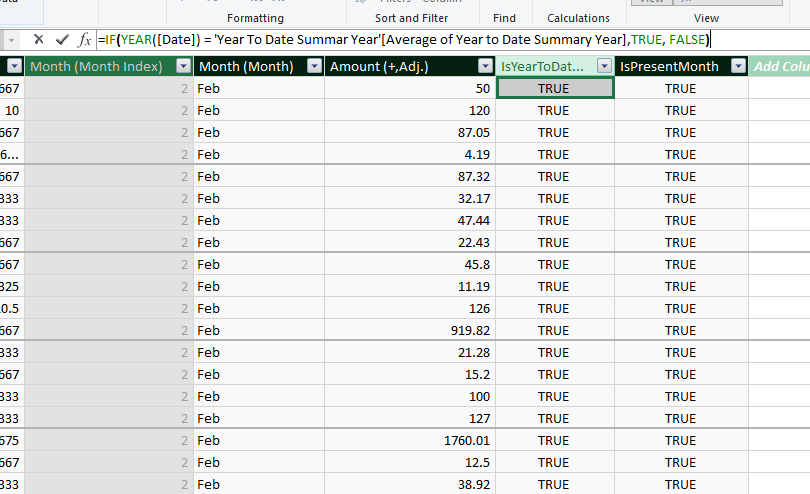 Formatting Sort and Filter Find Calculations View
=IF(YEAR([Date]) = 'Year To Date Summar Year'[Average of Year to Date Summary Year],TRUE, FALSE)
Month (Month Index) Month (Month) Amount (+,Adj.) IsYearToDat... IsPresentMonth Add Colu
667 2 Feb 50 TRUE TRUE
10 2 Feb 120 TRUE TRUE
667 2 Feb 87.05 TRUE TRUE
6... 2 Feb 4.19 TRUE TRUE
667 2 Feb 87.32 TRUE TRUE
333 2 Feb 32.17 TRUE TRUE
333 2 Feb 47.44 TRUE TRUE
667 2 Feb 22.43 TRUE TRUE
667 2 Feb 45.8 TRUE TRUE
325 2 Feb 11.19 TRUE TRUE
0.5 2 Feb 126 TRUE TRUE
667 2 Feb 919.82 TRUE TRUE
333 2 Feb 21.28 TRUE TRUE
667 2 Feb 15.2 TRUE TRUE
333 2 Feb 100 TRUE TRUE
333 2 Feb 127 TRUE TRUE
675 2 Feb 1760.01 TRUE TRUE
667 2 Feb 12.5 TRUE TRUE
333 2 Feb 38.92 TRUE TRUE